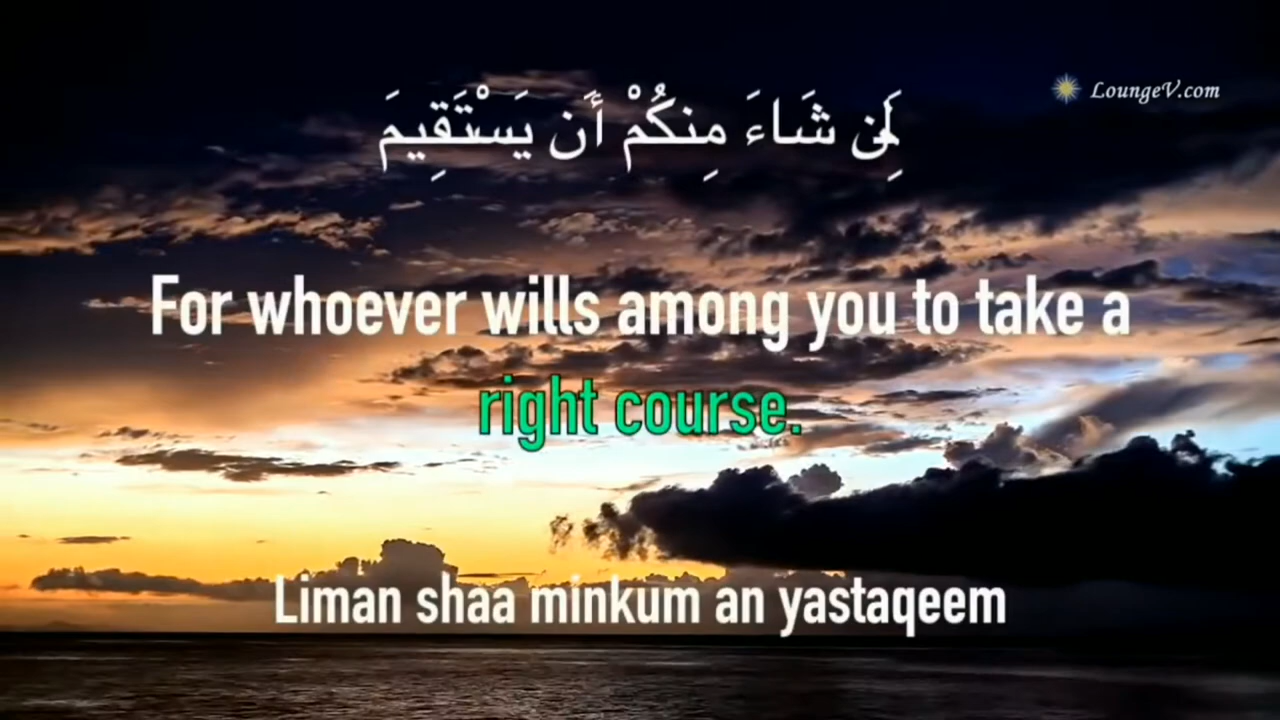 LoungeV.com
لِمَن شَاءَ مِنكُمْ أَن يَسْتَقِيمَ
For whoever wills among you to take a
right course.
Liman shaa minkum an yastaqeem